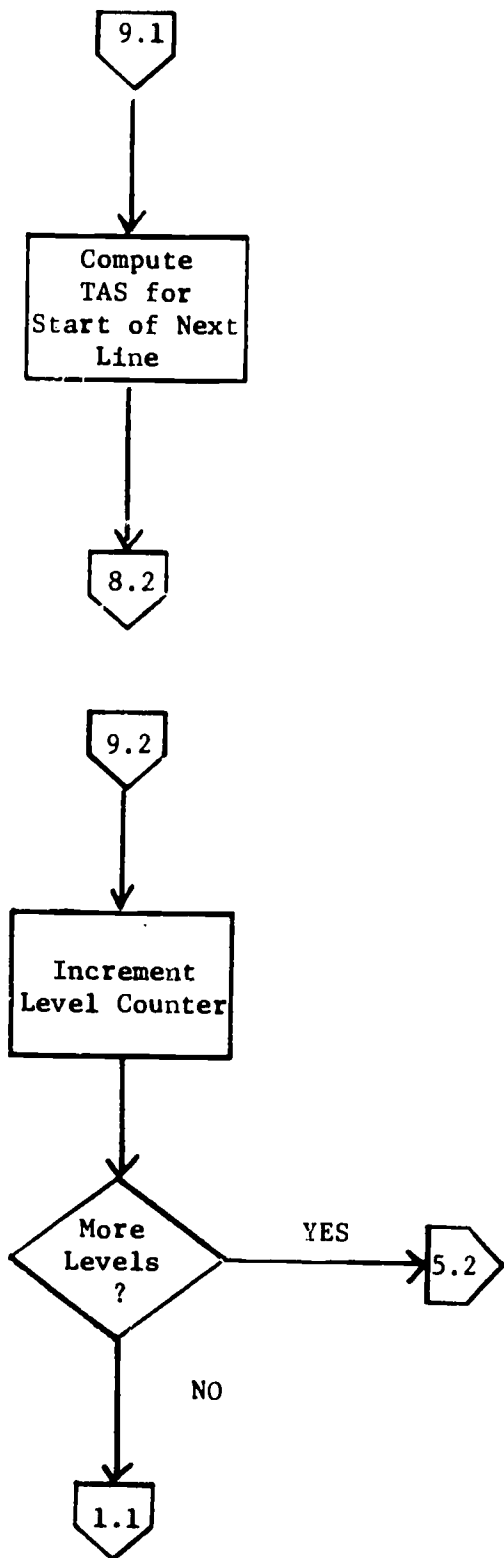 9.1
Compute
TAS for
Start of Next
Line
8.2
9.2
Increment
Level Counter
More
Levels
?
YES
5.2
NO
1.1